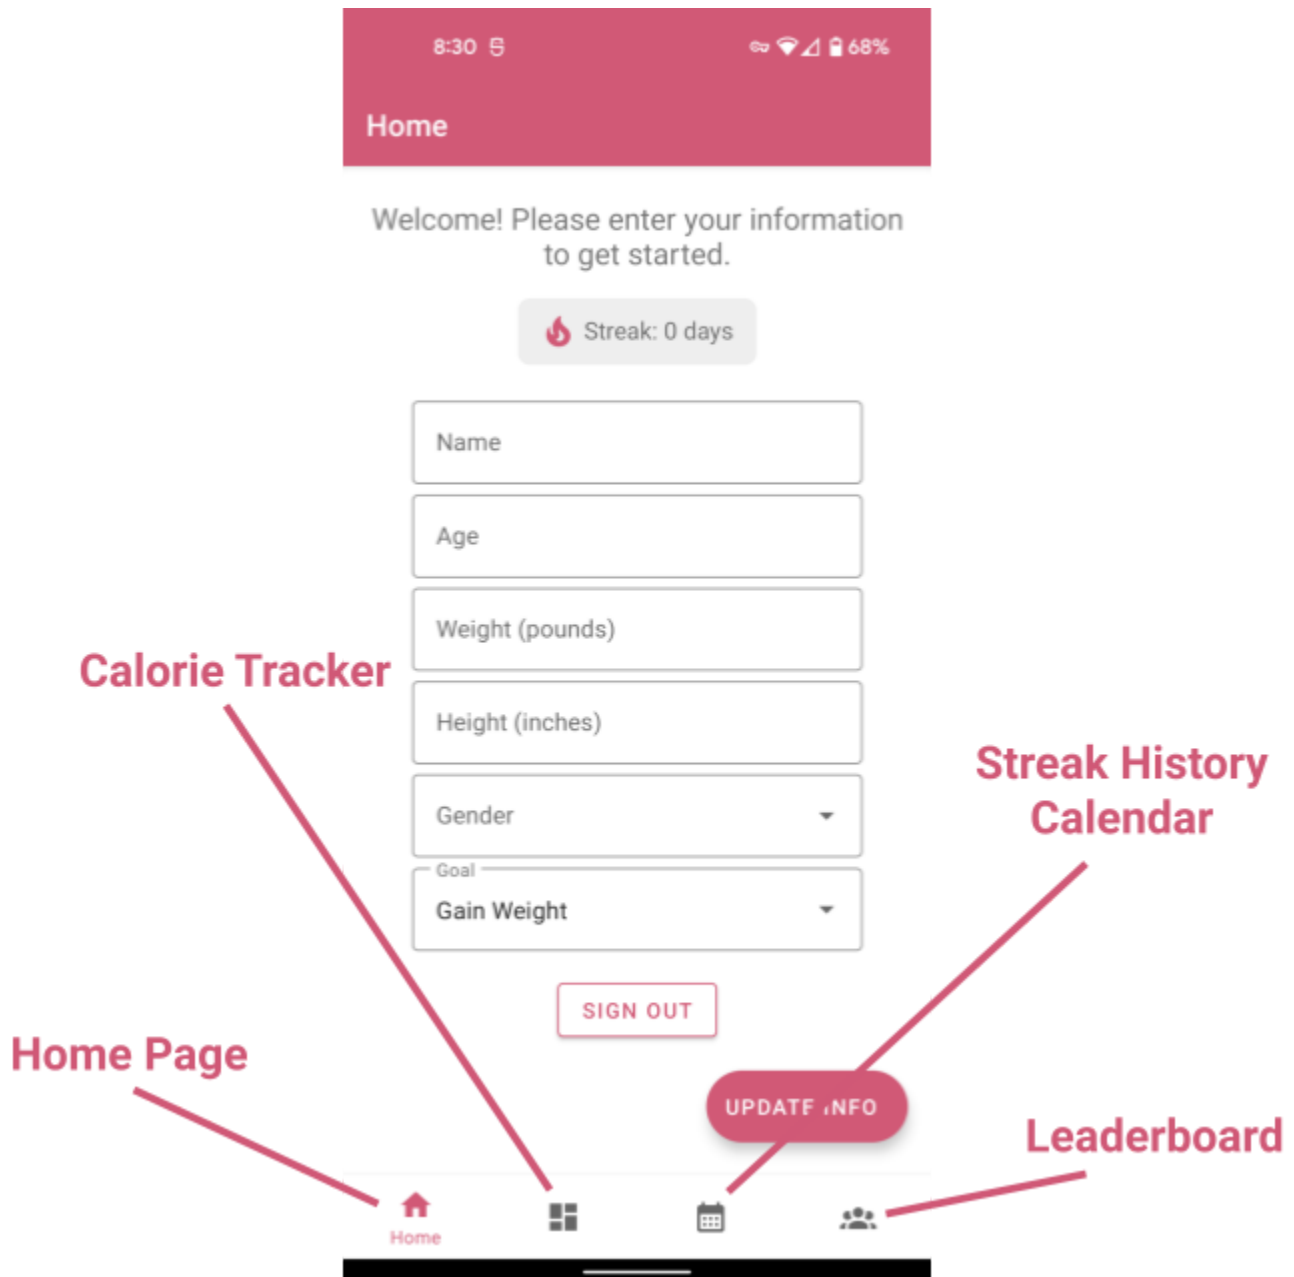 8:30
68%
Home
Welcome! Please enter your information
to get started.
Streak: 0 days
Name
Age
Weight (pounds)
Calorie Tracker
Height (inches)
Streak History
Calendar
Gender
Goal
Gain Weight
SIGN OUT
Home Page
UPDATE INFO
Leaderboard
Home